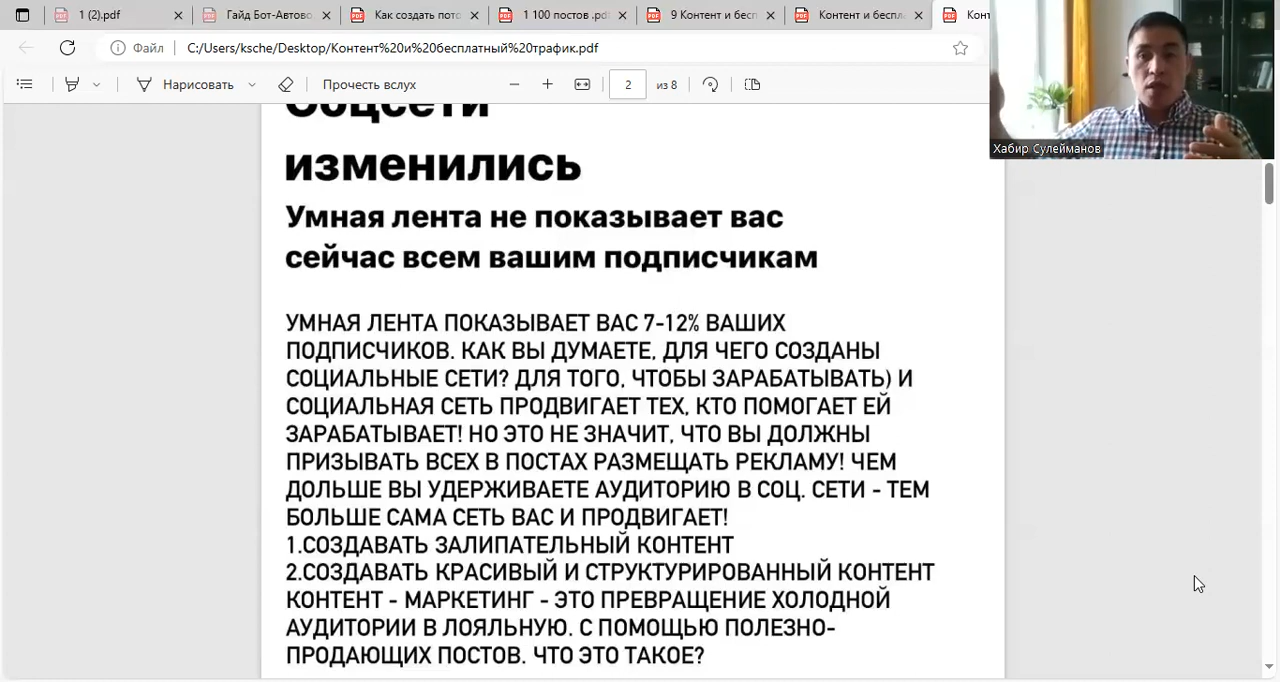 1 (2).pdf
Гайд Бот-Автово
Как создать пото
1 100 постов .pd
9 Контент и бесп
Контент и беспл
Конт
Файл
C:/Users/ksche/Desktop/Контент%20и%20бесплатный%20трафик.pdf
Нарисовать
Прочесть вслух
2
из 8
Хабир Сулейманов
Соцсети
изменились
Умная лента не показывает вас
сейчас всем вашим подписчикам
УМНАЯ ЛЕНТА ПОКАЗЫВАЕТ ВАС 7-12% ВАШИХ
ПОДПИСЧИКОВ. КАК ВЫ ДУМАЕТЕ, ДЛЯ ЧЕГО СОЗДАНЫ
СОЦИАЛЬНЫЕ СЕТИ? ДЛЯ ТОГО, ЧТОБЫ ЗАРАБАТЫВАТЬ) И
СОЦИАЛЬНАЯ СЕТЬ ПРОДВИГАЕТ ТЕХ, КТО ПОМОГАЕТ ЕЙ
ЗАРАБАТЫВАЕТ! НО ЭТО НЕ ЗНАЧИТ, ЧТО ВЫ ДОЛЖНЫ
ПРИЗЫВАТЬ ВСЕХ В ПОСТАХ РАЗМЕЩАТЬ РЕКЛАМУ! ЧЕМ
ДОЛЬШЕ ВЫ УДЕРЖИВАЕТЕ АУДИТОРИЮ В СОЦ. СЕТИ - ТЕМ
БОЛЬШЕ САМА СЕТЬ ВАС И ПРОДВИГАЕТ!
1.СОЗДАВАТЬ ЗАЛИПАТЕЛЬНЫЙ КОНТЕНТ
2.СОЗДАВАТЬ КРАСИВЫЙ И СТРУКТУРИРОВАННЫЙ КОНТЕНТ
КОНТЕНТ - МАРКЕТИНГ - ЭТО ПРЕВРАЩЕНИЕ ХОЛОДНОЙ
АУДИТОРИИ В ЛОЯЛЬНУЮ. С ПОМОЩЬЮ ПОЛЕЗНО-
ПРОДАЮЩИХ ПОСТОВ. ЧТО ЭТО ТАКОЕ?